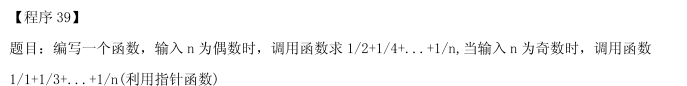 【程序 39】
题目：编写一个函数，输入 n 为偶数时，调用函数求 1/2+1/4+...+1/n,当输入 n 为奇数时，调用函数
1/1+1/3+...+1/n(利用指针函数)